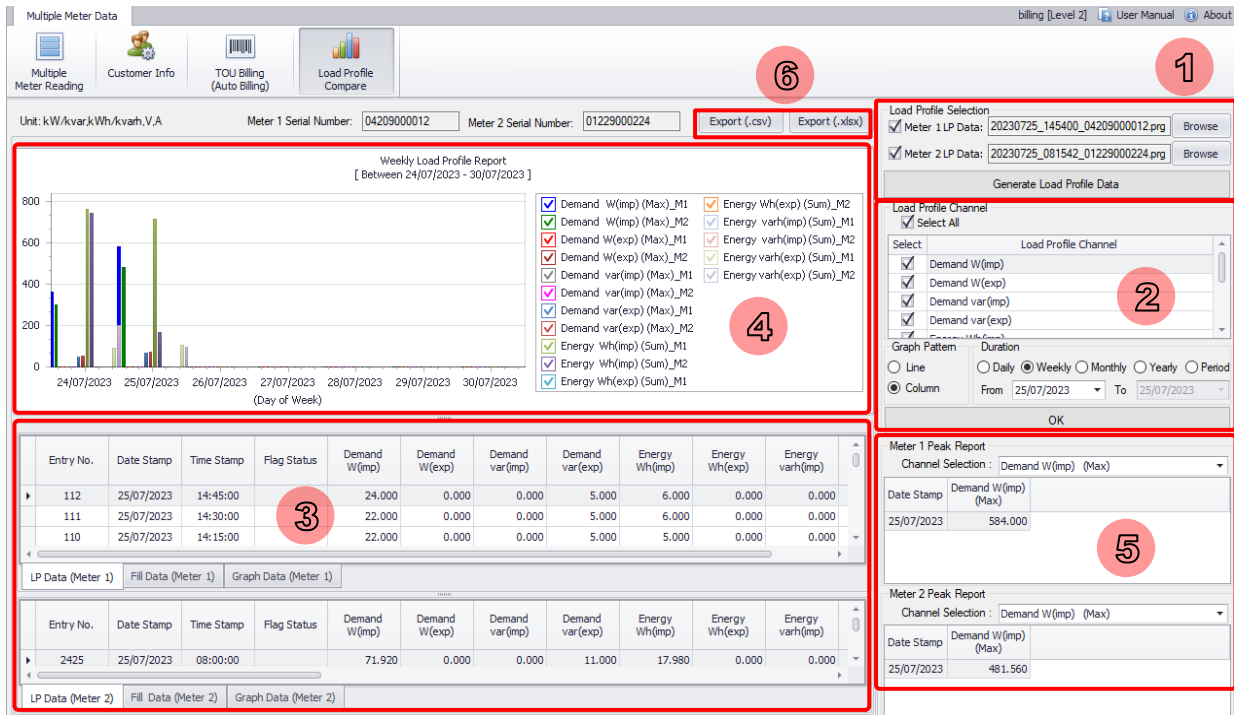 Multiple Meter Data
billing [Level 2] User Manual About
Multiple Meter Reading
Customer Info
TOU Billing (Auto Billing)
Load Profile Compare
6
1
Unit: kW/kvar,kWh/kvarh,V,A
Meter 1 Serial Number: 04209000012
Meter 2 Serial Number: 01229000224
Export (.csv)
Export (.xlsx)
Load Profile Selection
Meter 1 LP Data: 20230725_145400_04209000012.prg Browse
Meter 2 LP Data: 20230725_081542_01229000224.prg Browse
Generate Load Profile Data
Weekly Load Profile Report
[ Between 24/07/2023 - 30/07/2023 ]
800
600
400
200
0
24/07/2023 25/07/2023 26/07/2023 27/07/2023 28/07/2023 29/07/2023 30/07/2023
(Day of Week)
Demand W(imp) (Max)_M1
Demand W(imp) (Max)_M2
Demand W(exp) (Max)_M1
Demand W(exp) (Max)_M2
Demand var(imp) (Max)_M1
Demand var(imp) (Max)_M2
Demand var(exp) (Max)_M1
Demand var(exp) (Max)_M2
Energy Wh(imp) (Sum)_M1
Energy Wh(imp) (Sum)_M2
Energy Wh(exp) (Sum)_M1
Energy Wh(exp) (Sum)_M2
Energy varh(imp) (Sum)_M1
Energy varh(imp) (Sum)_M2
Energy varh(exp) (Sum)_M1
Energy varh(exp) (Sum)_M2
4
Load Profile Channel
Select All
Select Load Profile Channel
Demand W(imp)
Demand W(exp)
Demand var(imp)
Demand var(exp)
Energy Wh(imp)
2
Graph Pattern
Line
Column
Duration
Daily Weekly Monthly Yearly Period
From 25/07/2023 To 25/07/2023
OK
Entry No. Date Stamp Time Stamp Flag Status Demand W(imp) Demand W(exp) Demand var(imp) Demand var(exp) Energy Wh(imp) Energy Wh(exp) Energy varh(imp)
112 25/07/2023 14:45:00 24.000 0.000 0.000 5.000 6.000 0.000 0.000
111 25/07/2023 14:30:00 22.000 0.000 0.000 5.000 6.000 0.000 0.000
110 25/07/2023 14:15:00 22.000 0.000 0.000 5.000 5.000 0.000 0.000
3
LP Data (Meter 1) Fill Data (Meter 1) Graph Data (Meter 1)
Entry No. Date Stamp Time Stamp Flag Status Demand W(imp) Demand W(exp) Demand var(imp) Demand var(exp) Energy Wh(imp) Energy Wh(exp) Energy varh(imp)
2425 25/07/2023 08:00:00 71.920 0.000 0.000 11.000 17.980 0.000 0.000
LP Data (Meter 2) Fill Data (Meter 2) Graph Data (Meter 2)
Meter 1 Peak Report
Channel Selection : Demand W(imp) (Max)
Date Stamp Demand W(imp) (Max)
25/07/2023 584.000
5
Meter 2 Peak Report
Channel Selection : Demand W(imp) (Max)
Date Stamp Demand W(imp) (Max)
25/07/2023 481.560